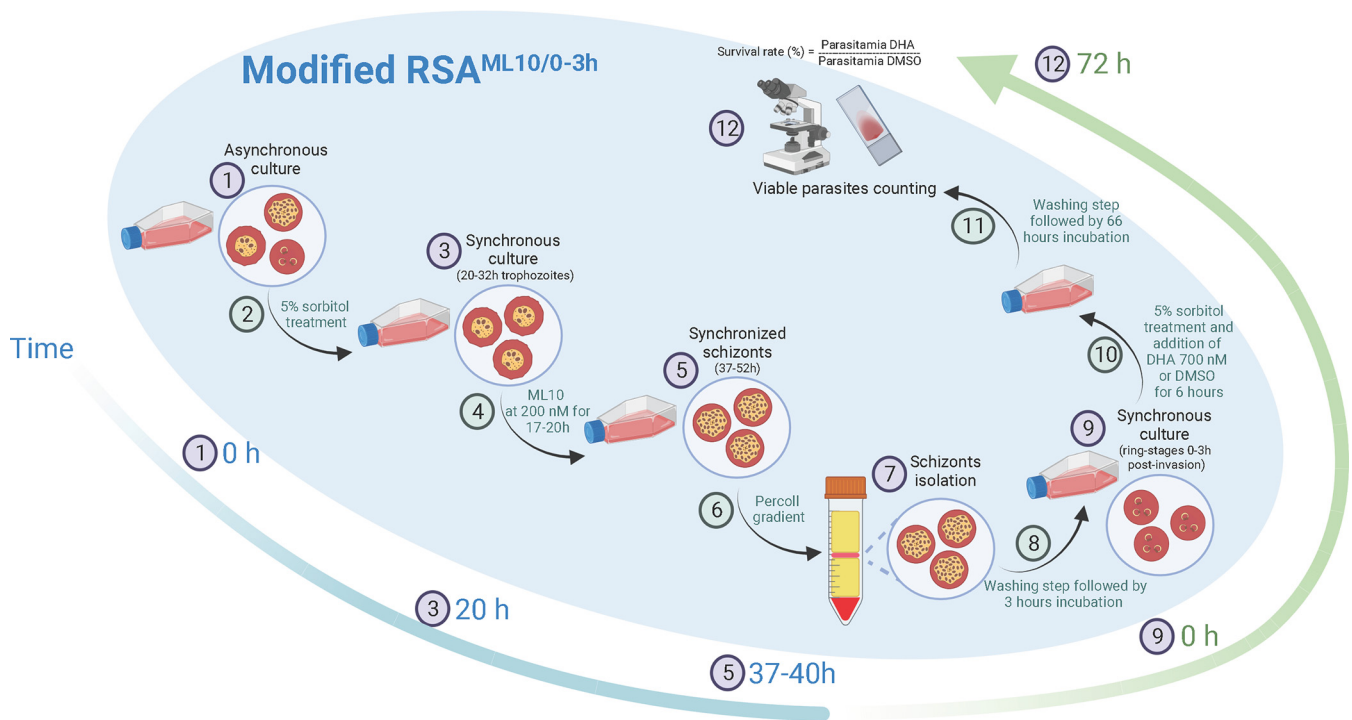 Modified RSA^ML10/0-3h
Survival rate (%) = Parasitamia DHA
Parasitamia DMSO
12 72 h
12
Viable parasites counting
Asynchronous
culture
1
2
5% sorbitol
treatment
3
Synchronous
culture
(20-32h trophozoites)
4
ML10
at 200 nM for
17-20h
5
Synchronized
schizonts
(37-52h)
6
Percoll
gradient
7
Schizonts
isolation
8
Washing step followed by
3 hours incubation
9
Synchronous
culture
(ring-stages 0-3h
post-invasion)
10
5% sorbitol
treatment and
addition of
DHA 700 nM
or DMSO
for 6 hours
11
Washing step
followed by 66
hours incubation
Time
1 0 h
3 20 h
5 37-40h
9 0 h